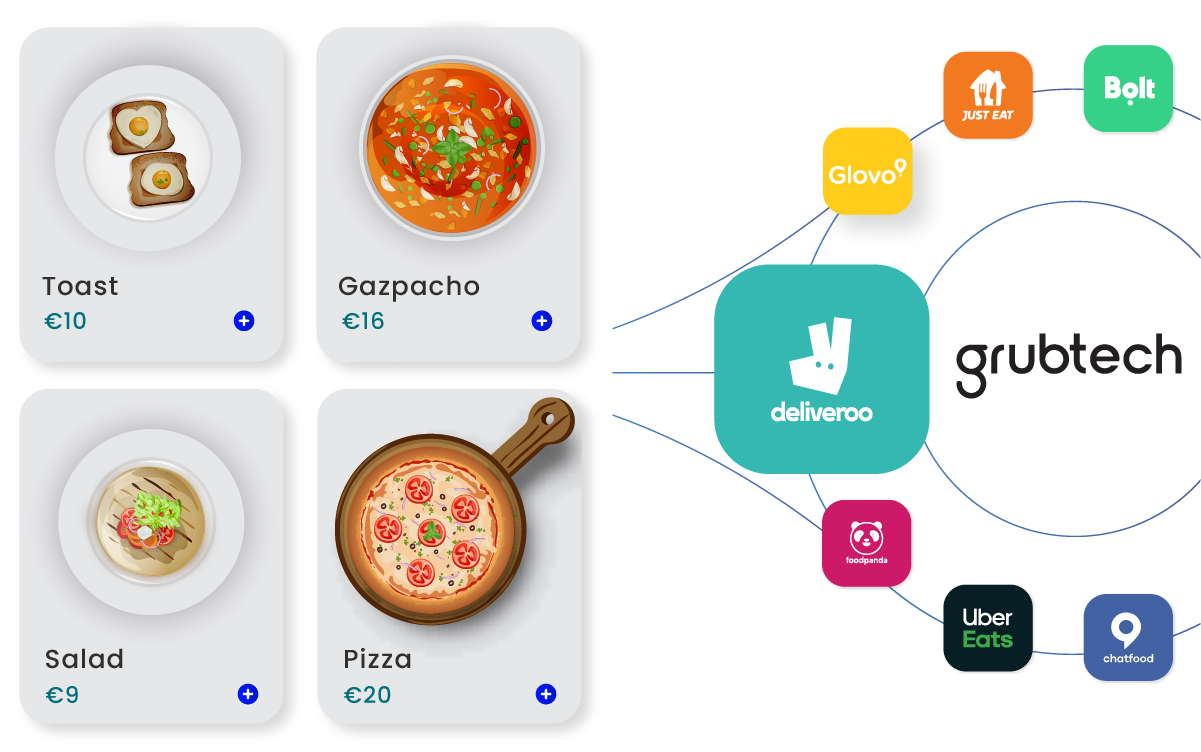 Toast
€10
Gazpacho
€16
Salad
€9
Pizza
€20
JUST EAT
Bolt
Glovo
deliveroo
grubtech
foodpanda
Uber
Eats
chatfood